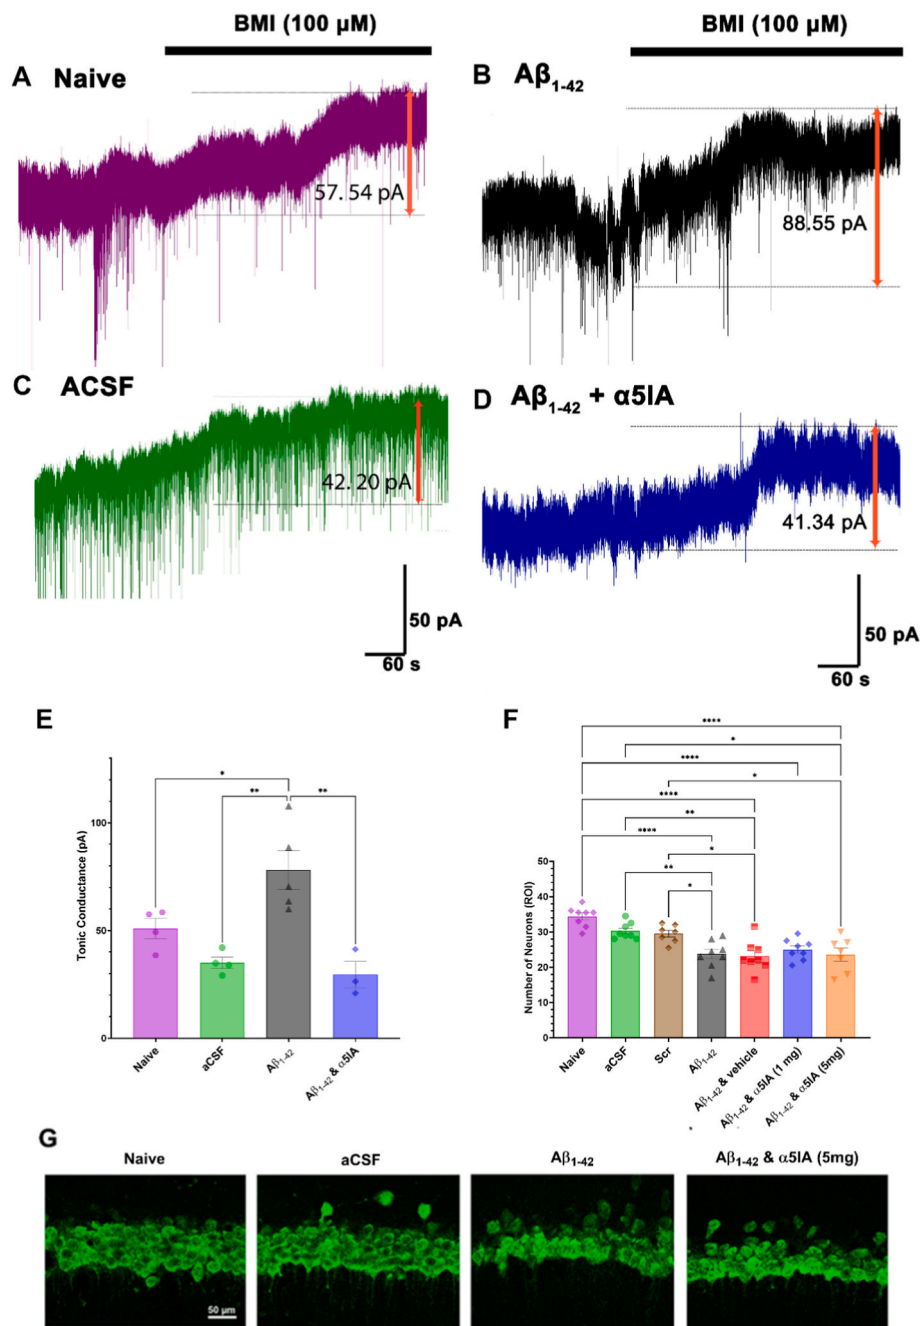 BMI (100 µM)
BMI (100 µM)
A Naive
B Aβ1-42
57.54 pA
88.55 pA
C ACSF
D Aβ1-42 + α5IA
42.20 pA
41.34 pA
50 pA
60 s
50 pA
60 s
E
F
****
*
****
*
****
**
****
*
**
*
*
**
**
Tonic Conductance (pA)
100
50
0
Naive
aCSF
Aβ1-42
Aβ1-42 & α5IA
Number of Neurons (ROI)
50
40
30
20
10
0
Naive
aCSF
Scr
Aβ1-42
Aβ1-42 & vehicle
Aβ1-42 & α5IA (1 mg)
Aβ1-42 & α5IA (5mg)
G
Naive
aCSF
Aβ1-42
Aβ1-42 & α5IA (5mg)
50 µm